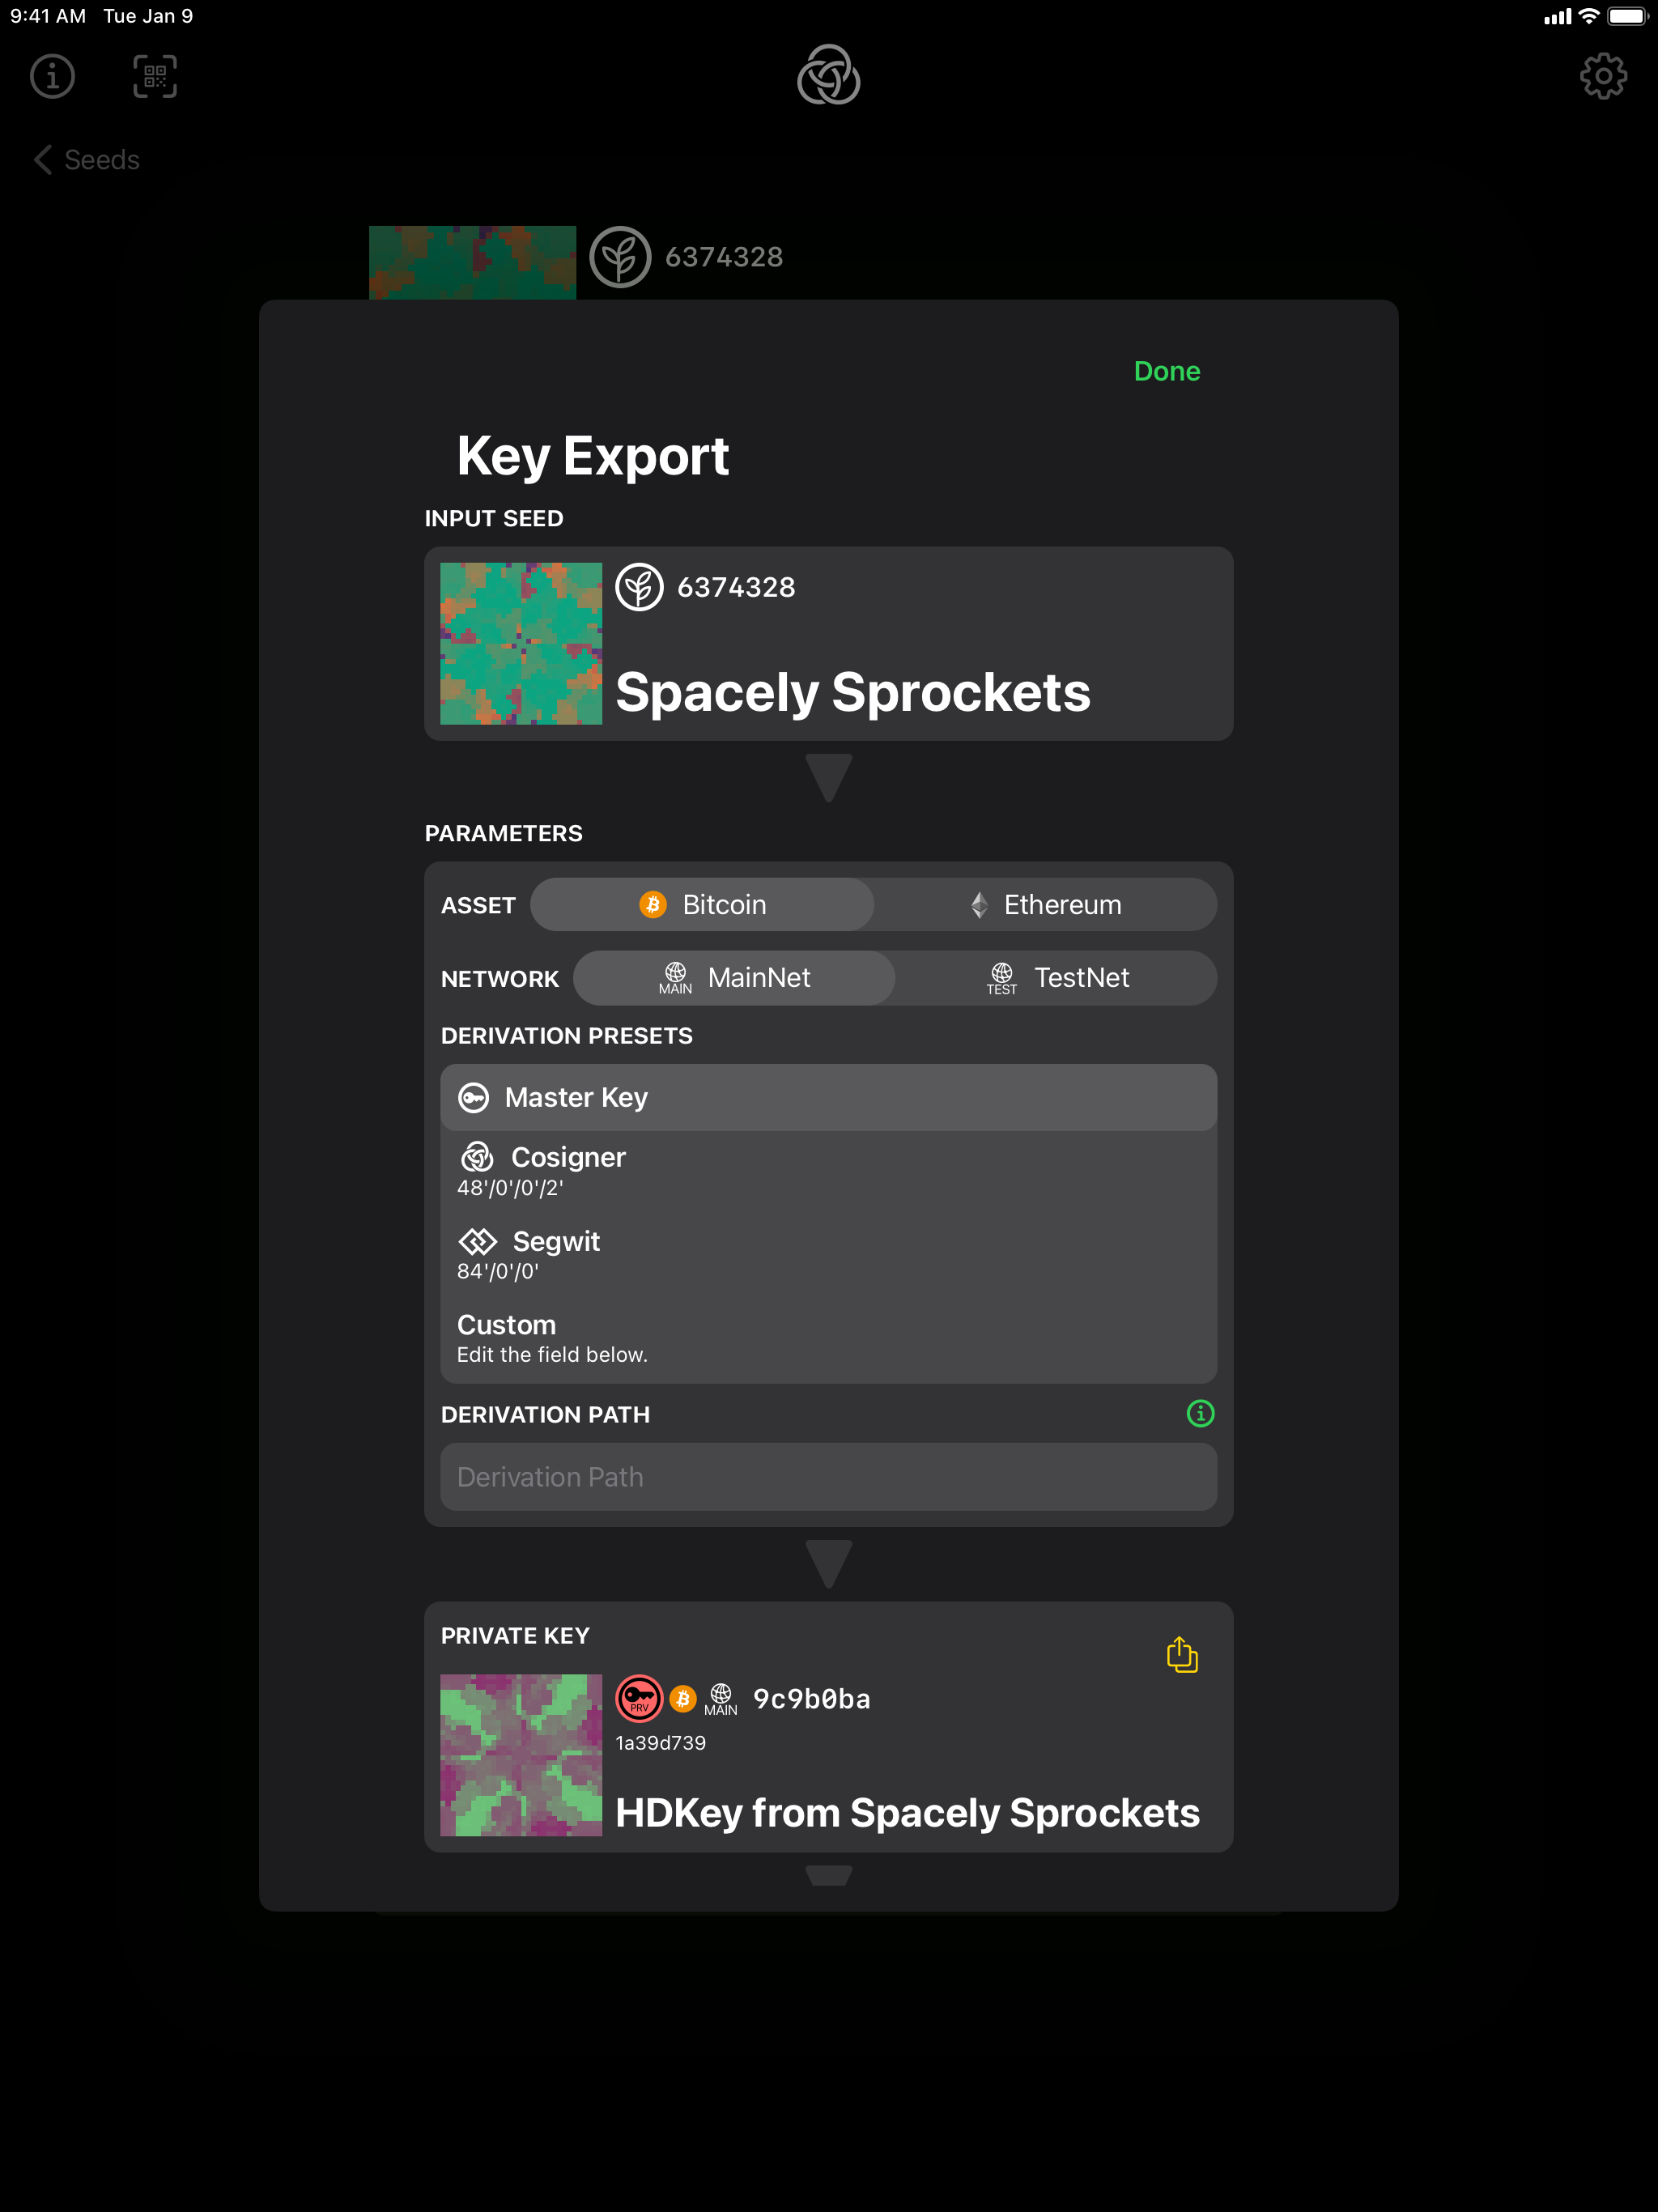 9:41 AM Tue Jan 9
Seeds
6374328
Done
Key Export
INPUT SEED
6374328
Spacely Sprockets
PARAMETERS
ASSET Bitcoin Ethereum
NETWORK MAIN MainNet TEST TestNet
DERIVATION PRESETS
Master Key
Cosigner
48'/0'/0'/2'
Segwit
84'/0'/0'
Custom
Edit the field below.
DERIVATION PATH
Derivation Path
PRIVATE KEY
PRV MAIN 9c9b0ba
1a39d739
HDKey from Spacely Sprockets